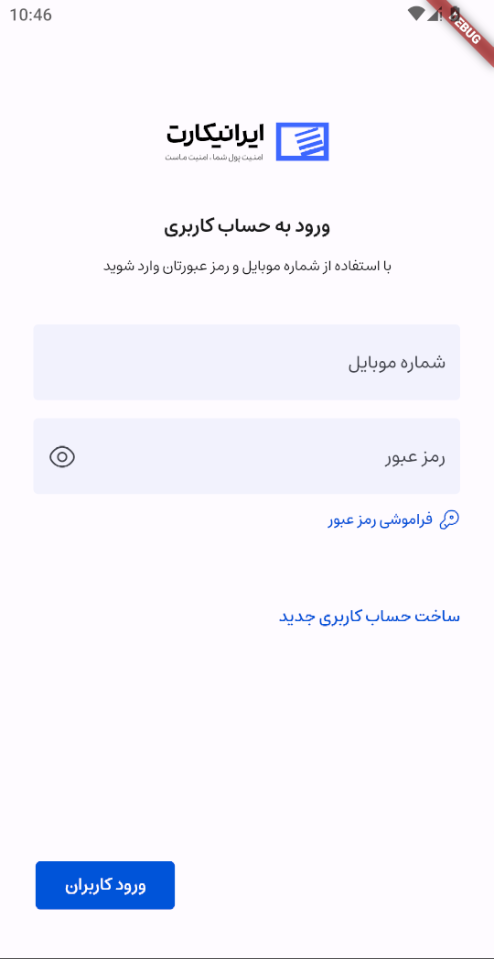 10:46
DEBUG
ایرانیکارت
امنیت پول شما ، امنیت ماست
ورود به حساب کاربری
با استفاده از شماره موبایل و رمز عبورتان وارد شوید
شماره موبایل
رمز عبور
فراموشی رمز عبور
ساخت حساب کاربری جدید
ورود کاربران